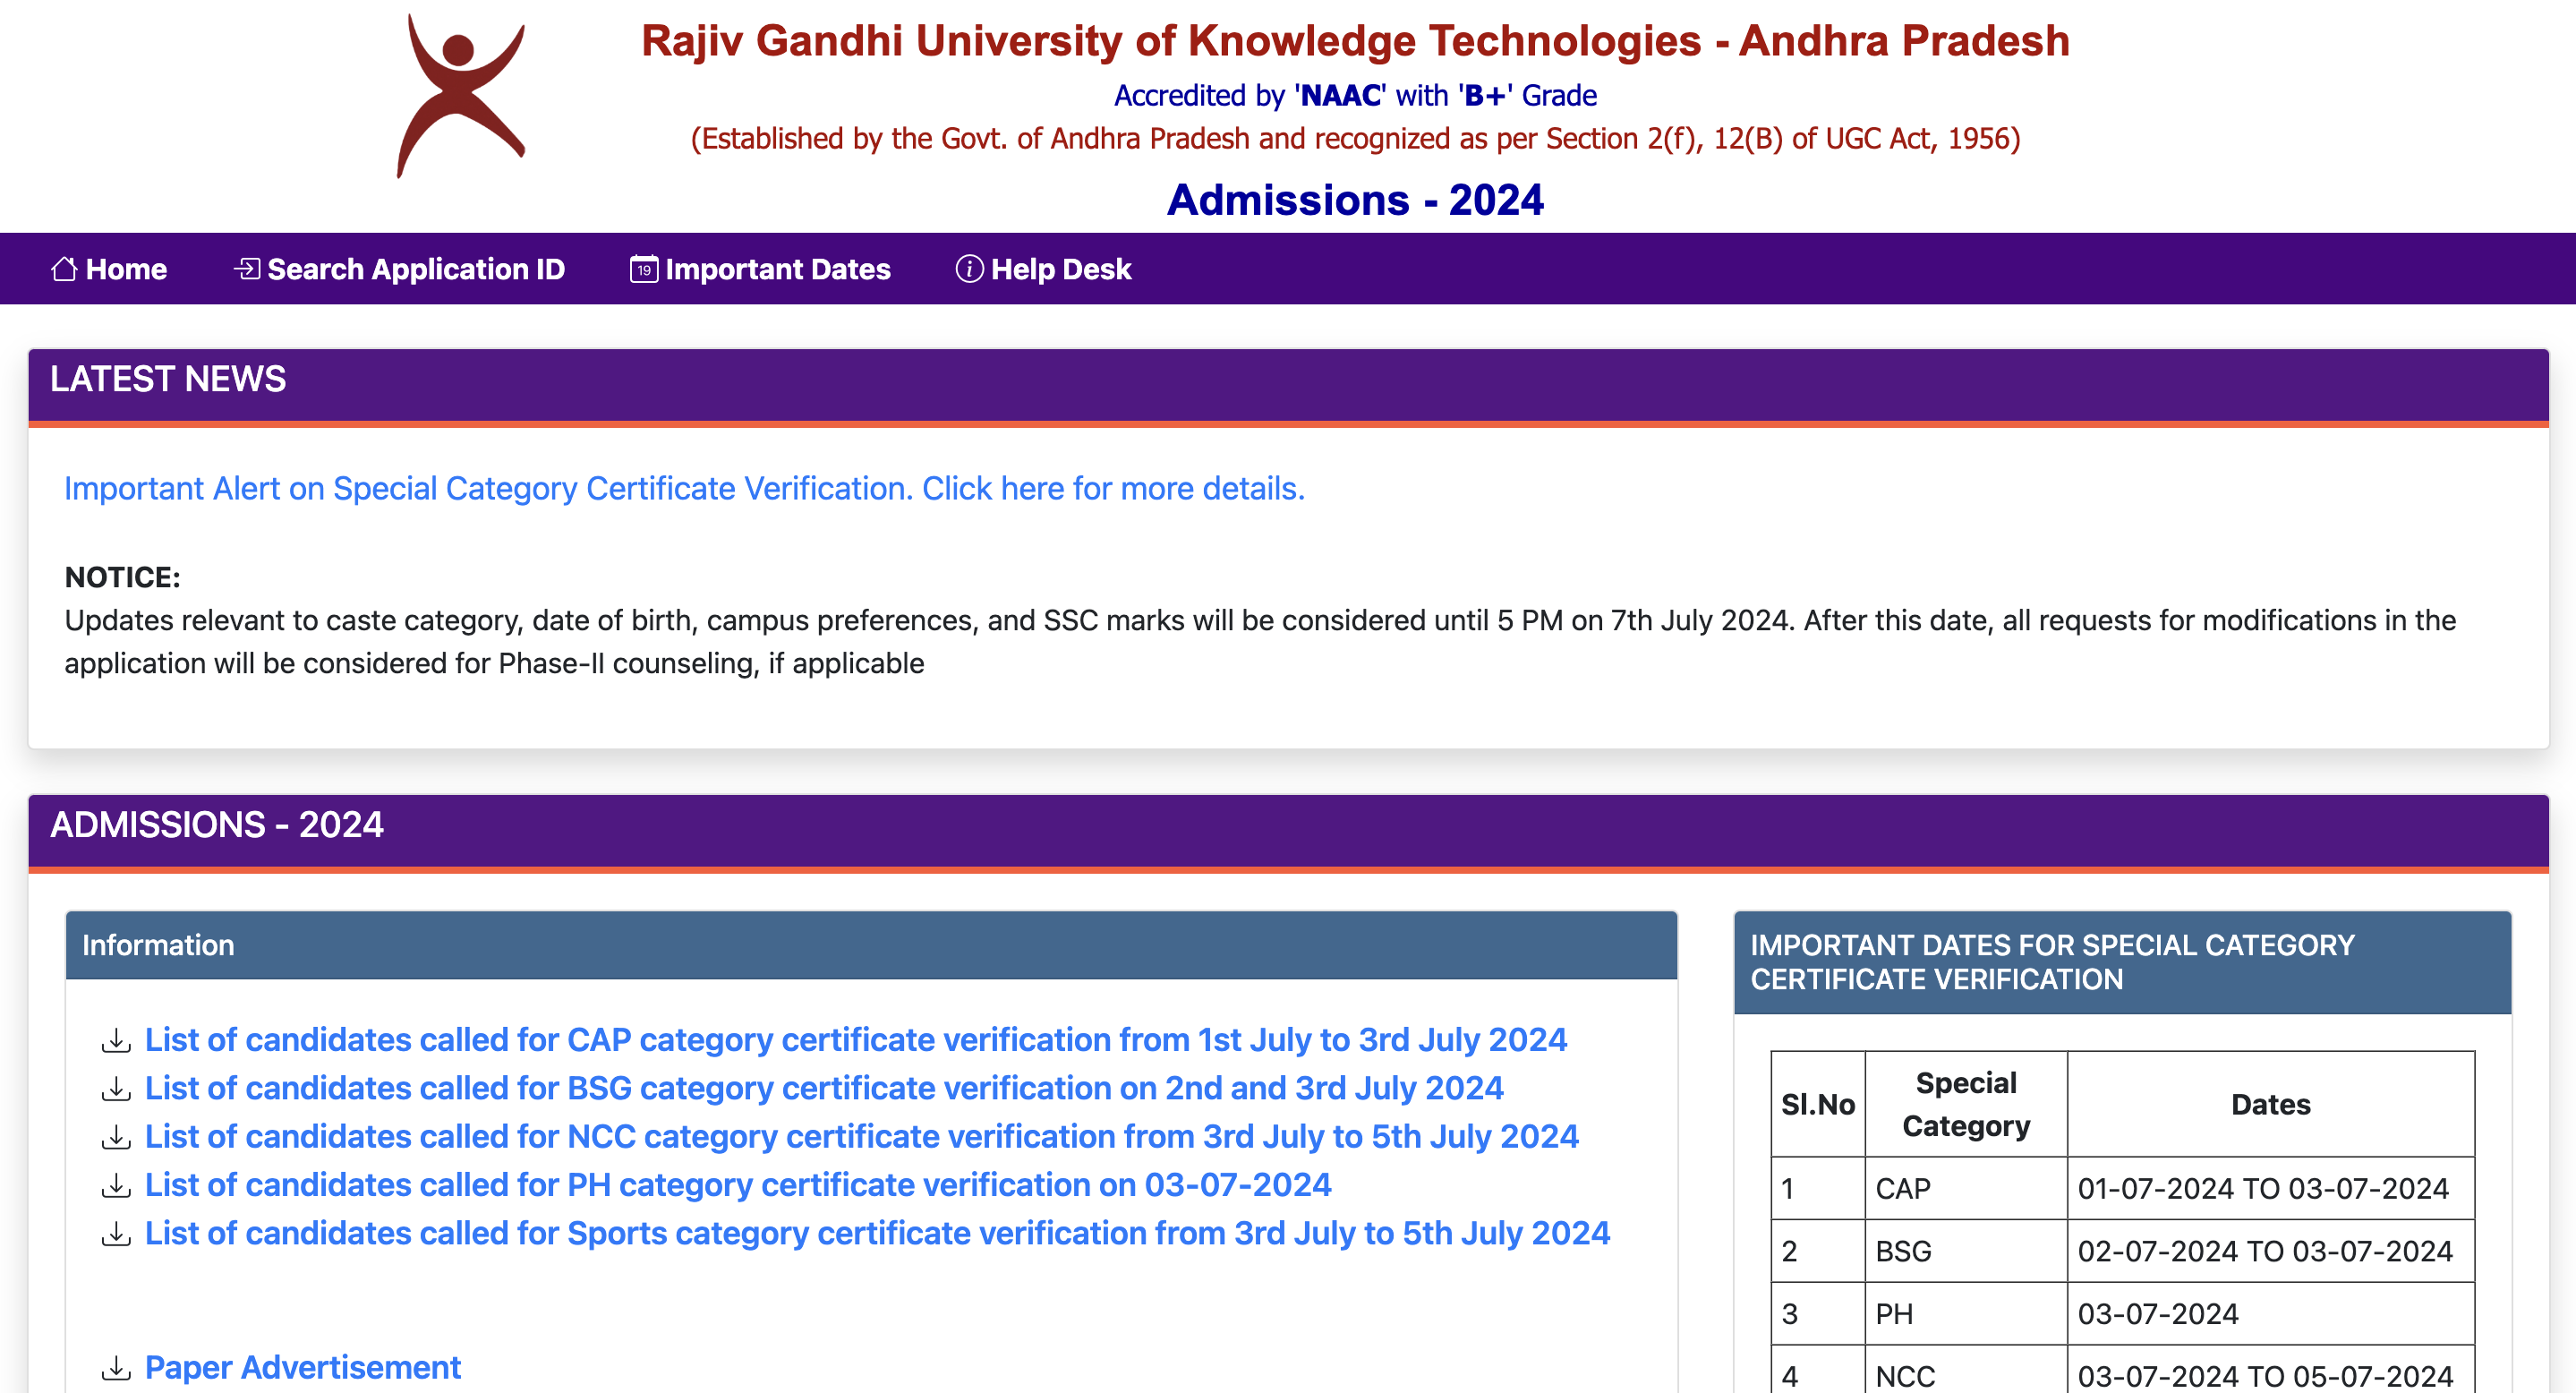 Rajiv Gandhi University of Knowledge Technologies - Andhra Pradesh
Accredited by 'NAAC' with 'B+' Grade
(Established by the Govt. of Andhra Pradesh and recognized as per Section 2(f), 12(B) of UGC Act, 1956)
Admissions - 2024
Home
Search Application ID
19 Important Dates
Help Desk
LATEST NEWS
Important Alert on Special Category Certificate Verification. Click here for more details.
NOTICE:
Updates relevant to caste category, date of birth, campus preferences, and SSC marks will be considered until 5 PM on 7th July 2024. After this date, all requests for modifications in the
application will be considered for Phase-II counseling, if applicable
ADMISSIONS - 2024
Information
List of candidates called for CAP category certificate verification from 1st July to 3rd July 2024
List of candidates called for BSG category certificate verification on 2nd and 3rd July 2024
List of candidates called for NCC category certificate verification from 3rd July to 5th July 2024
List of candidates called for PH category certificate verification on 03-07-2024
List of candidates called for Sports category certificate verification from 3rd July to 5th July 2024
Paper Advertisement
IMPORTANT DATES FOR SPECIAL CATEGORY
CERTIFICATE VERIFICATION
Sl.No Special Category Dates
1 CAP 01-07-2024 TO 03-07-2024
2 BSG 02-07-2024 TO 03-07-2024
3 PH 03-07-2024
4 NCC 03-07-2024 TO 05-07-2024